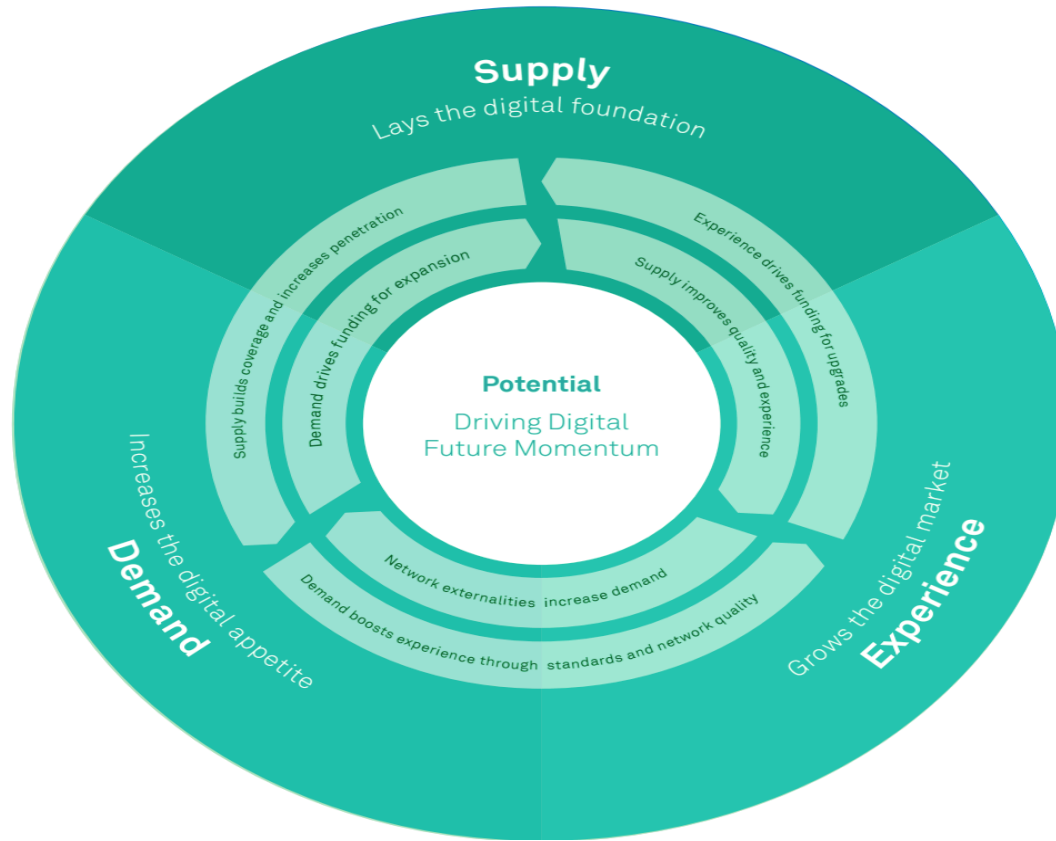 Supply
Lays the digital foundation
Supply builds coverage and increases penetration
Experience drives funding for upgrades
Demand drives funding for expansion
Supply improves quality and experience
Potential
Driving Digital
Future Momentum
Increases the digital appetite
Demand
Grows the digital market
Experience
Network externalities increase demand
Demand boosts experience through standards and network quality